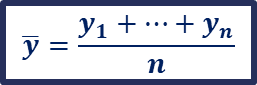 ȳ = (y₁ + ⋯ + yₙ) / n